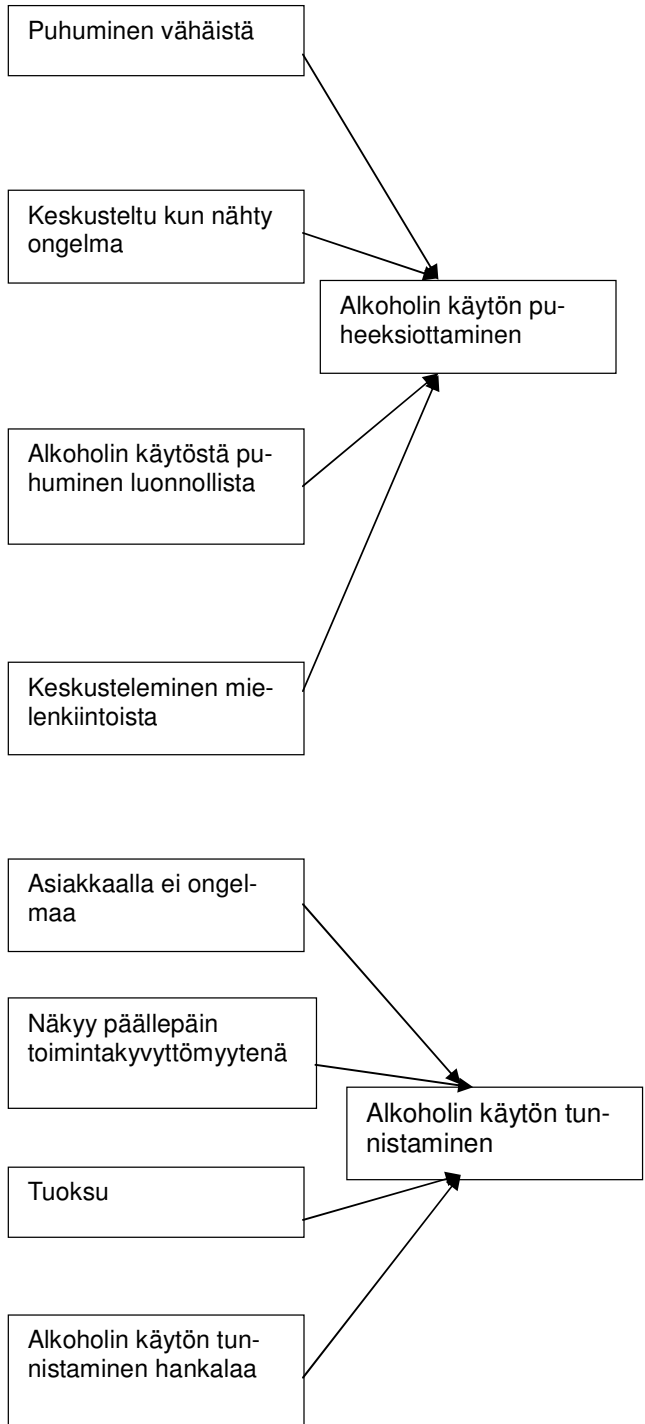 Puhuminen vähäistä
Keskusteltu kun nähty
ongelma
Alkoholin käytön pu-
heeksiottaminen
Alkoholin käytöstä pu-
huminen luonnollista
Keskusteleminen mie-
lenkiintoista
Asiakkaalla ei ongel-
maa
Näkyy päällepäin
toimintakyvyttömyytenä
Alkoholin käytön tun-
nistaminen
Tuoksu
Alkoholin käytön tun-
nistaminen hankalaa